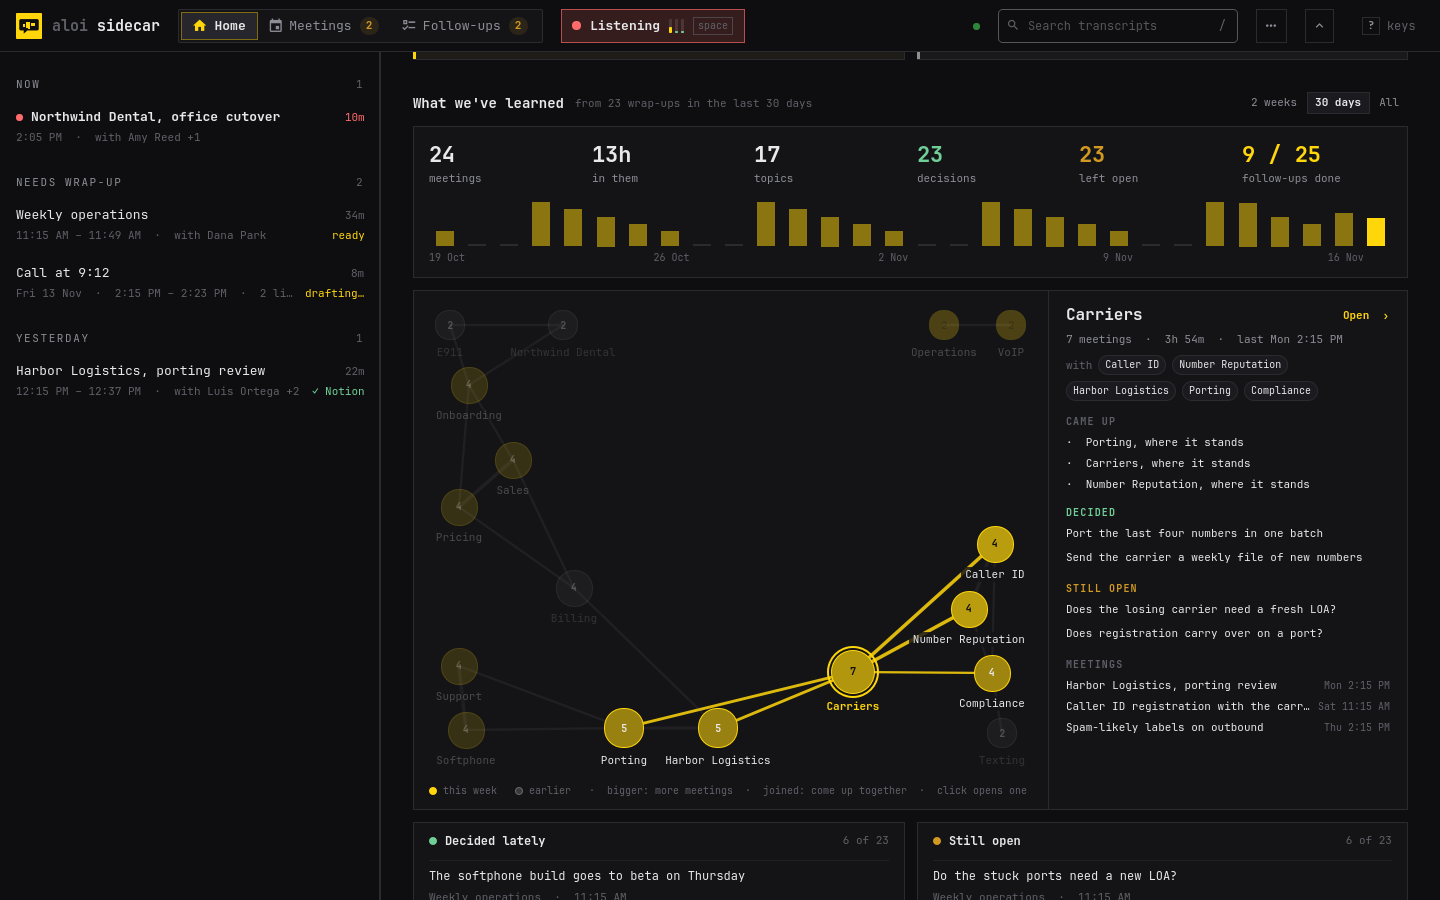 aloi sidecar
Home
Meetings 2
Follow-ups 2
Listening space
Search transcripts /
? keys
NOW 1
Northwind Dental, office cutover 10m
2:05 PM · with Amy Reed +1
NEEDS WRAP-UP 2
Weekly operations 34m
11:15 AM – 11:49 AM · with Dana Park ready
Call at 9:12 8m
Fri 13 Nov · 2:15 PM – 2:23 PM · 2 li… drafting…
YESTERDAY 1
Harbor Logistics, porting review 22m
12:15 PM – 12:37 PM · with Luis Ortega +2 ✓ Notion
What we've learned from 23 wrap-ups in the last 30 days
2 weeks 30 days All
24 13h 17 23 23 9 / 25
meetings in them topics decisions left open follow-ups done
19 Oct 26 Oct 2 Nov 9 Nov 16 Nov
2 2
E911 Northwind Dental Operations VoIP
4
Onboarding
4
Sales
4
Pricing
4
Caller ID
4
Billing
4
Number Reputation
4
Support
7
Carriers
4
Compliance
4
Softphone
5
Porting
5
Harbor Logistics
2
Texting
this week earlier · bigger: more meetings · joined: come up together · click opens one
Carriers Open ›
7 meetings · 3h 54m · last Mon 2:15 PM
with Caller ID Number Reputation
Harbor Logistics Porting Compliance
CAME UP
· Porting, where it stands
· Carriers, where it stands
· Number Reputation, where it stands
DECIDED
Port the last four numbers in one batch
Send the carrier a weekly file of new numbers
STILL OPEN
Does the losing carrier need a fresh LOA?
Does registration carry over on a port?
MEETINGS
Harbor Logistics, porting review Mon 2:15 PM
Caller ID registration with the carr… Sat 11:15 AM
Spam-likely labels on outbound Thu 2:15 PM
Decided lately 6 of 23
The softphone build goes to beta on Thursday
Weekly operations · 11:15 AM
Still open 6 of 23
Do the stuck ports need a new LOA?
Weekly operations · 11:15 AM